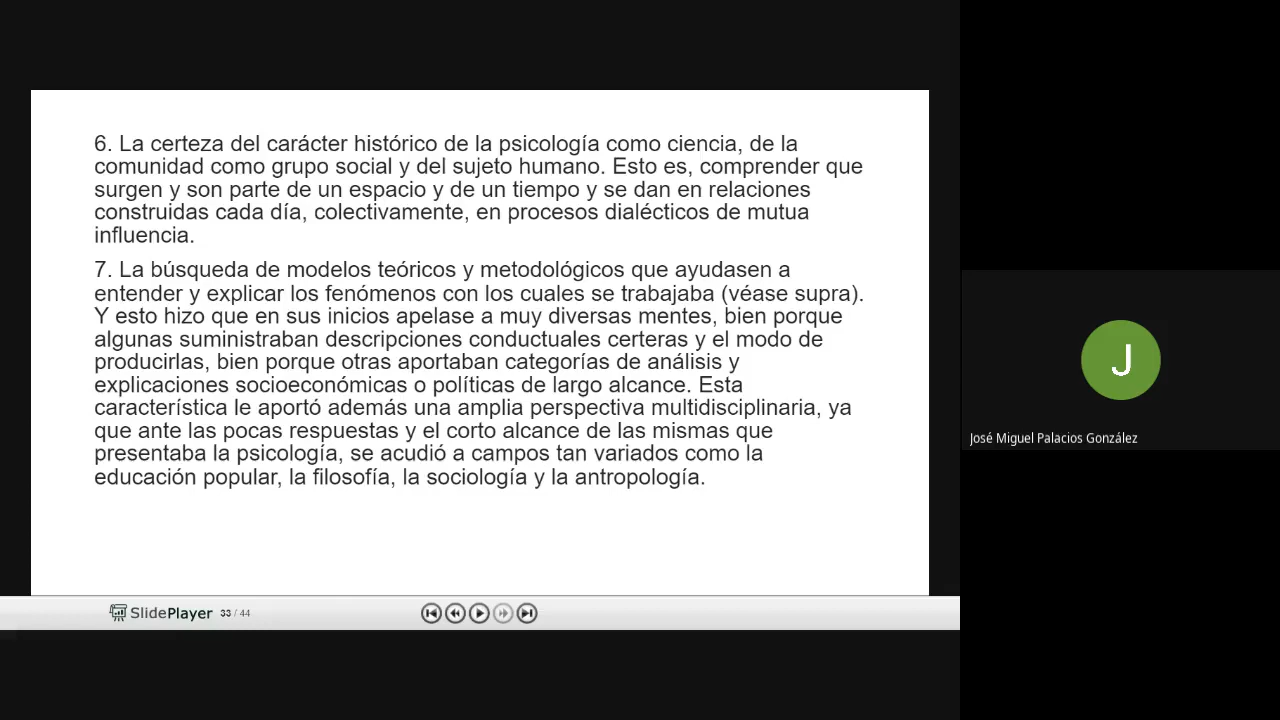 6. La certeza del carácter histórico de la psicología como ciencia, de la
comunidad como grupo social y del sujeto humano. Esto es, comprender que
surgen y son parte de un espacio y de un tiempo y se dan en relaciones
construidas cada día, colectivamente, en procesos dialécticos de mutua
influencia.
7. La búsqueda de modelos teóricos y metodológicos que ayudasen a
entender y explicar los fenómenos con los cuales se trabajaba (véase supra).
Y esto hizo que en sus inicios apelase a muy diversas mentes, bien porque
algunas suministraban descripciones conductuales certeras y el modo de
producirlas, bien porque otras aportaban categorías de análisis y
explicaciones socioeconómicas o políticas de largo alcance. Esta
característica le aportó además una amplia perspectiva multidisciplinaria, ya
que ante las pocas respuestas y el corto alcance de las mismas que
presentaba la psicología, se acudió a campos tan variados como la
educación popular, la filosofía, la sociología y la antropología.
SlidePlayer 33 / 44
J
José Miguel Palacios González